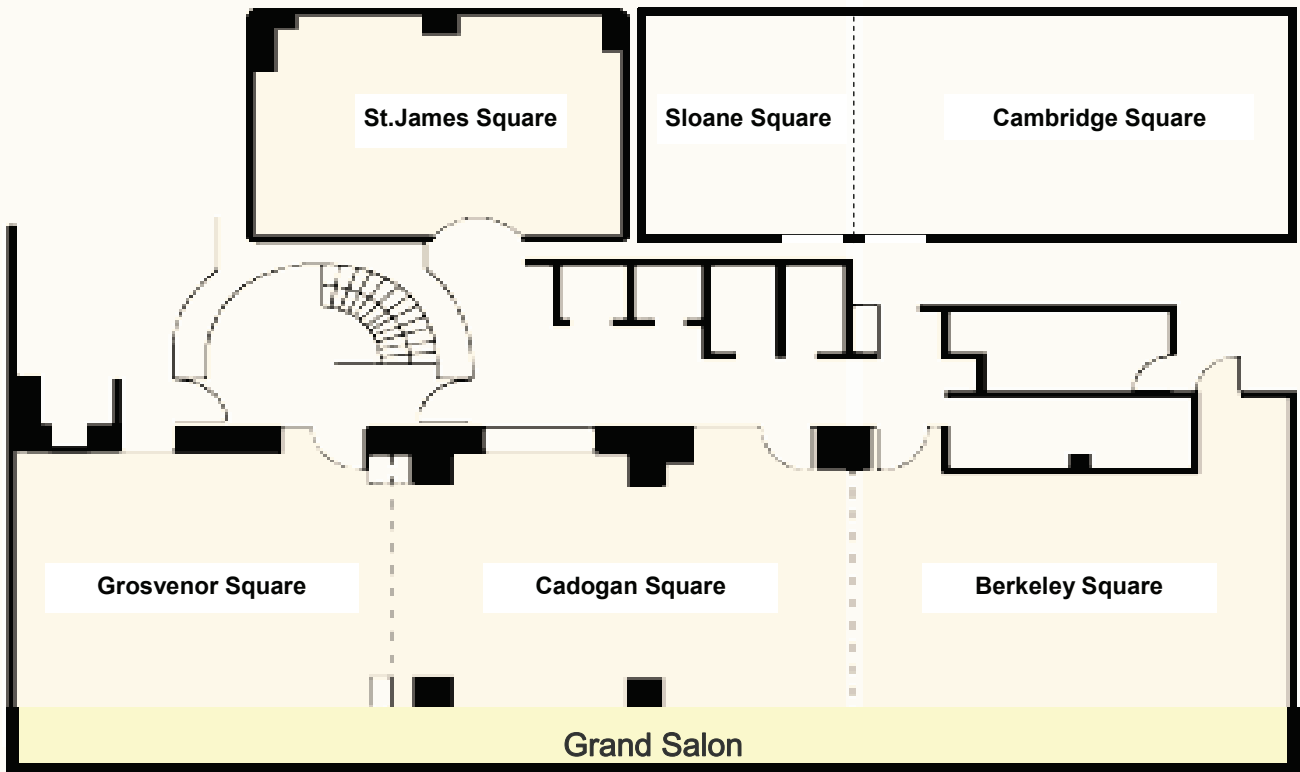 St.James Square
Sloane Square
Cambridge Square
Grosvenor Square
Cadogan Square
Berkeley Square
Grand Salon